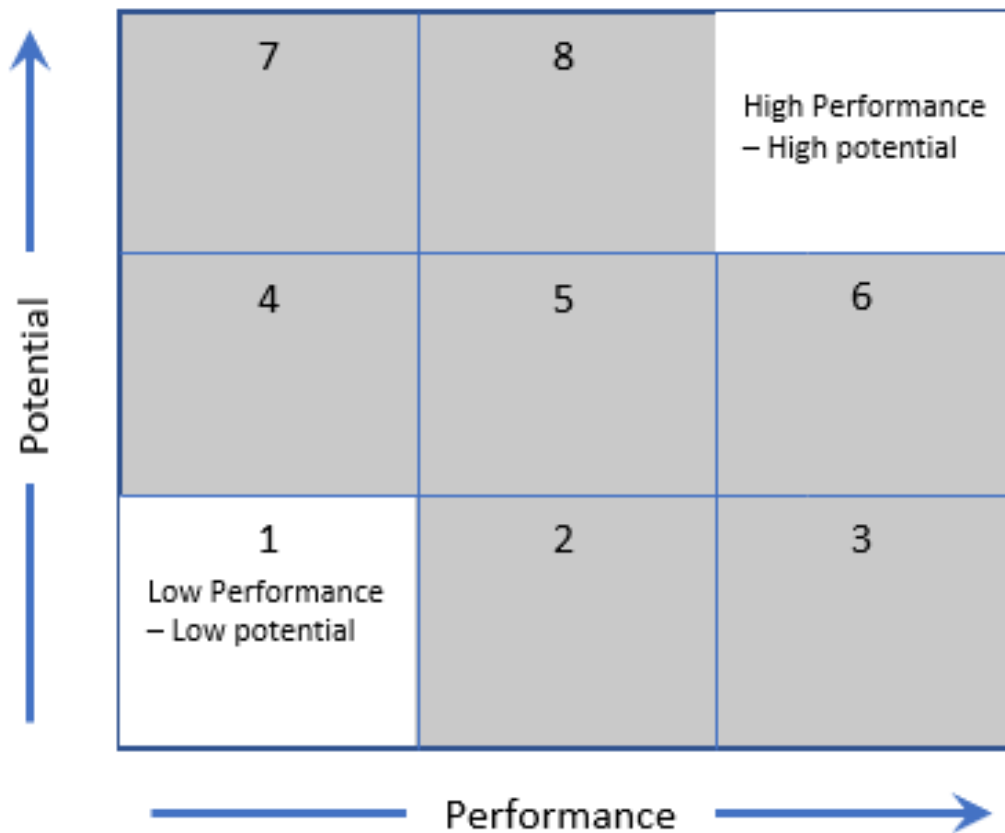 7
8
High Performance
– High potential
4
5
6
1
Low Performance
– Low potential
2
3
Potential
Performance